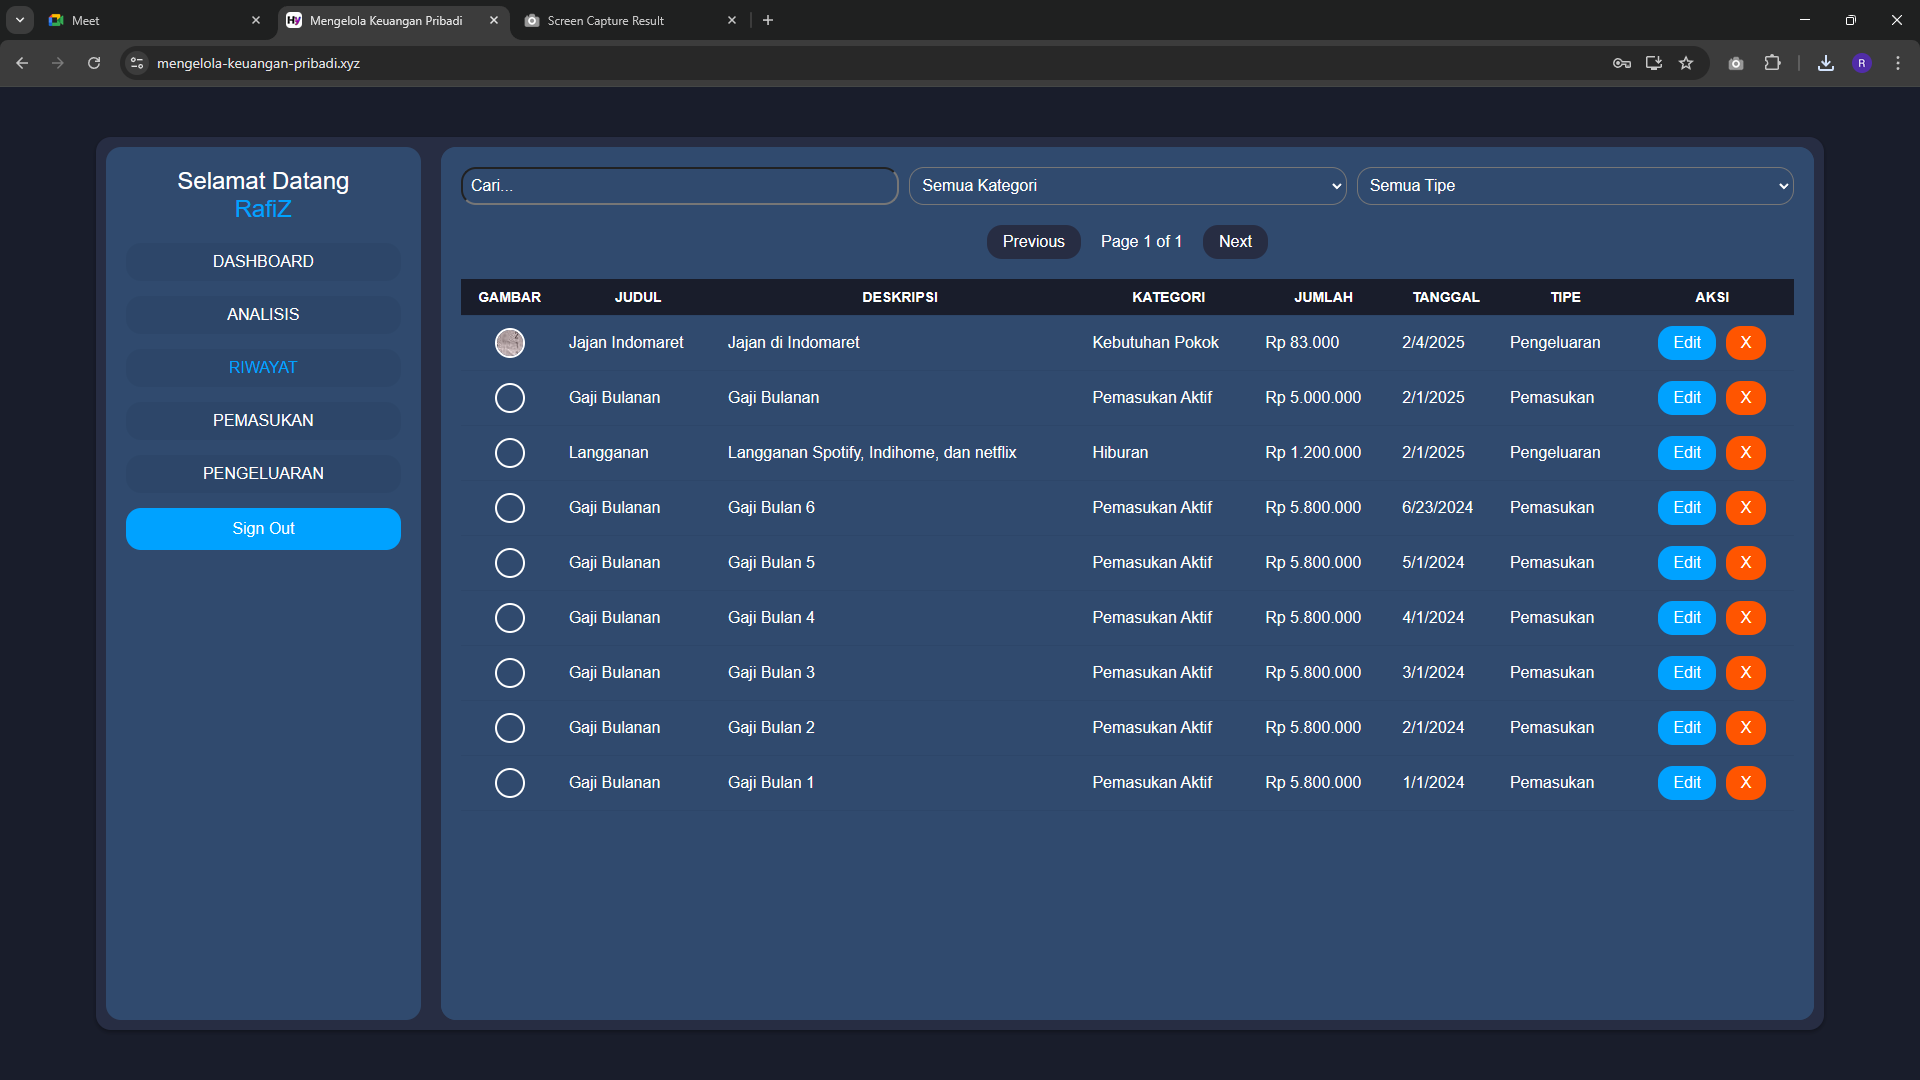 Meet
Mengelola Keuangan Pribadi
Screen Capture Result
mengelola-keuangan-pribadi.xyz
R
Selamat Datang
RafiZ
DASHBOARD
ANALISIS
RIWAYAT
PEMASUKAN
PENGELUARAN
Sign Out
Cari... Semua Kategori Semua Tipe
Previous Page 1 of 1 Next
GAMBAR JUDUL DESKRIPSI KATEGORI JUMLAH TANGGAL TIPE AKSI
Jajan Indomaret Jajan di Indomaret Kebutuhan Pokok Rp 83.000 2/4/2025 Pengeluaran Edit X
Gaji Bulanan Gaji Bulanan Pemasukan Aktif Rp 5.000.000 2/1/2025 Pemasukan Edit X
Langganan Langganan Spotify, Indihome, dan netflix Hiburan Rp 1.200.000 2/1/2025 Pengeluaran Edit X
Gaji Bulanan Gaji Bulan 6 Pemasukan Aktif Rp 5.800.000 6/23/2024 Pemasukan Edit X
Gaji Bulanan Gaji Bulan 5 Pemasukan Aktif Rp 5.800.000 5/1/2024 Pemasukan Edit X
Gaji Bulanan Gaji Bulan 4 Pemasukan Aktif Rp 5.800.000 4/1/2024 Pemasukan Edit X
Gaji Bulanan Gaji Bulan 3 Pemasukan Aktif Rp 5.800.000 3/1/2024 Pemasukan Edit X
Gaji Bulanan Gaji Bulan 2 Pemasukan Aktif Rp 5.800.000 2/1/2024 Pemasukan Edit X
Gaji Bulanan Gaji Bulan 1 Pemasukan Aktif Rp 5.800.000 1/1/2024 Pemasukan Edit X